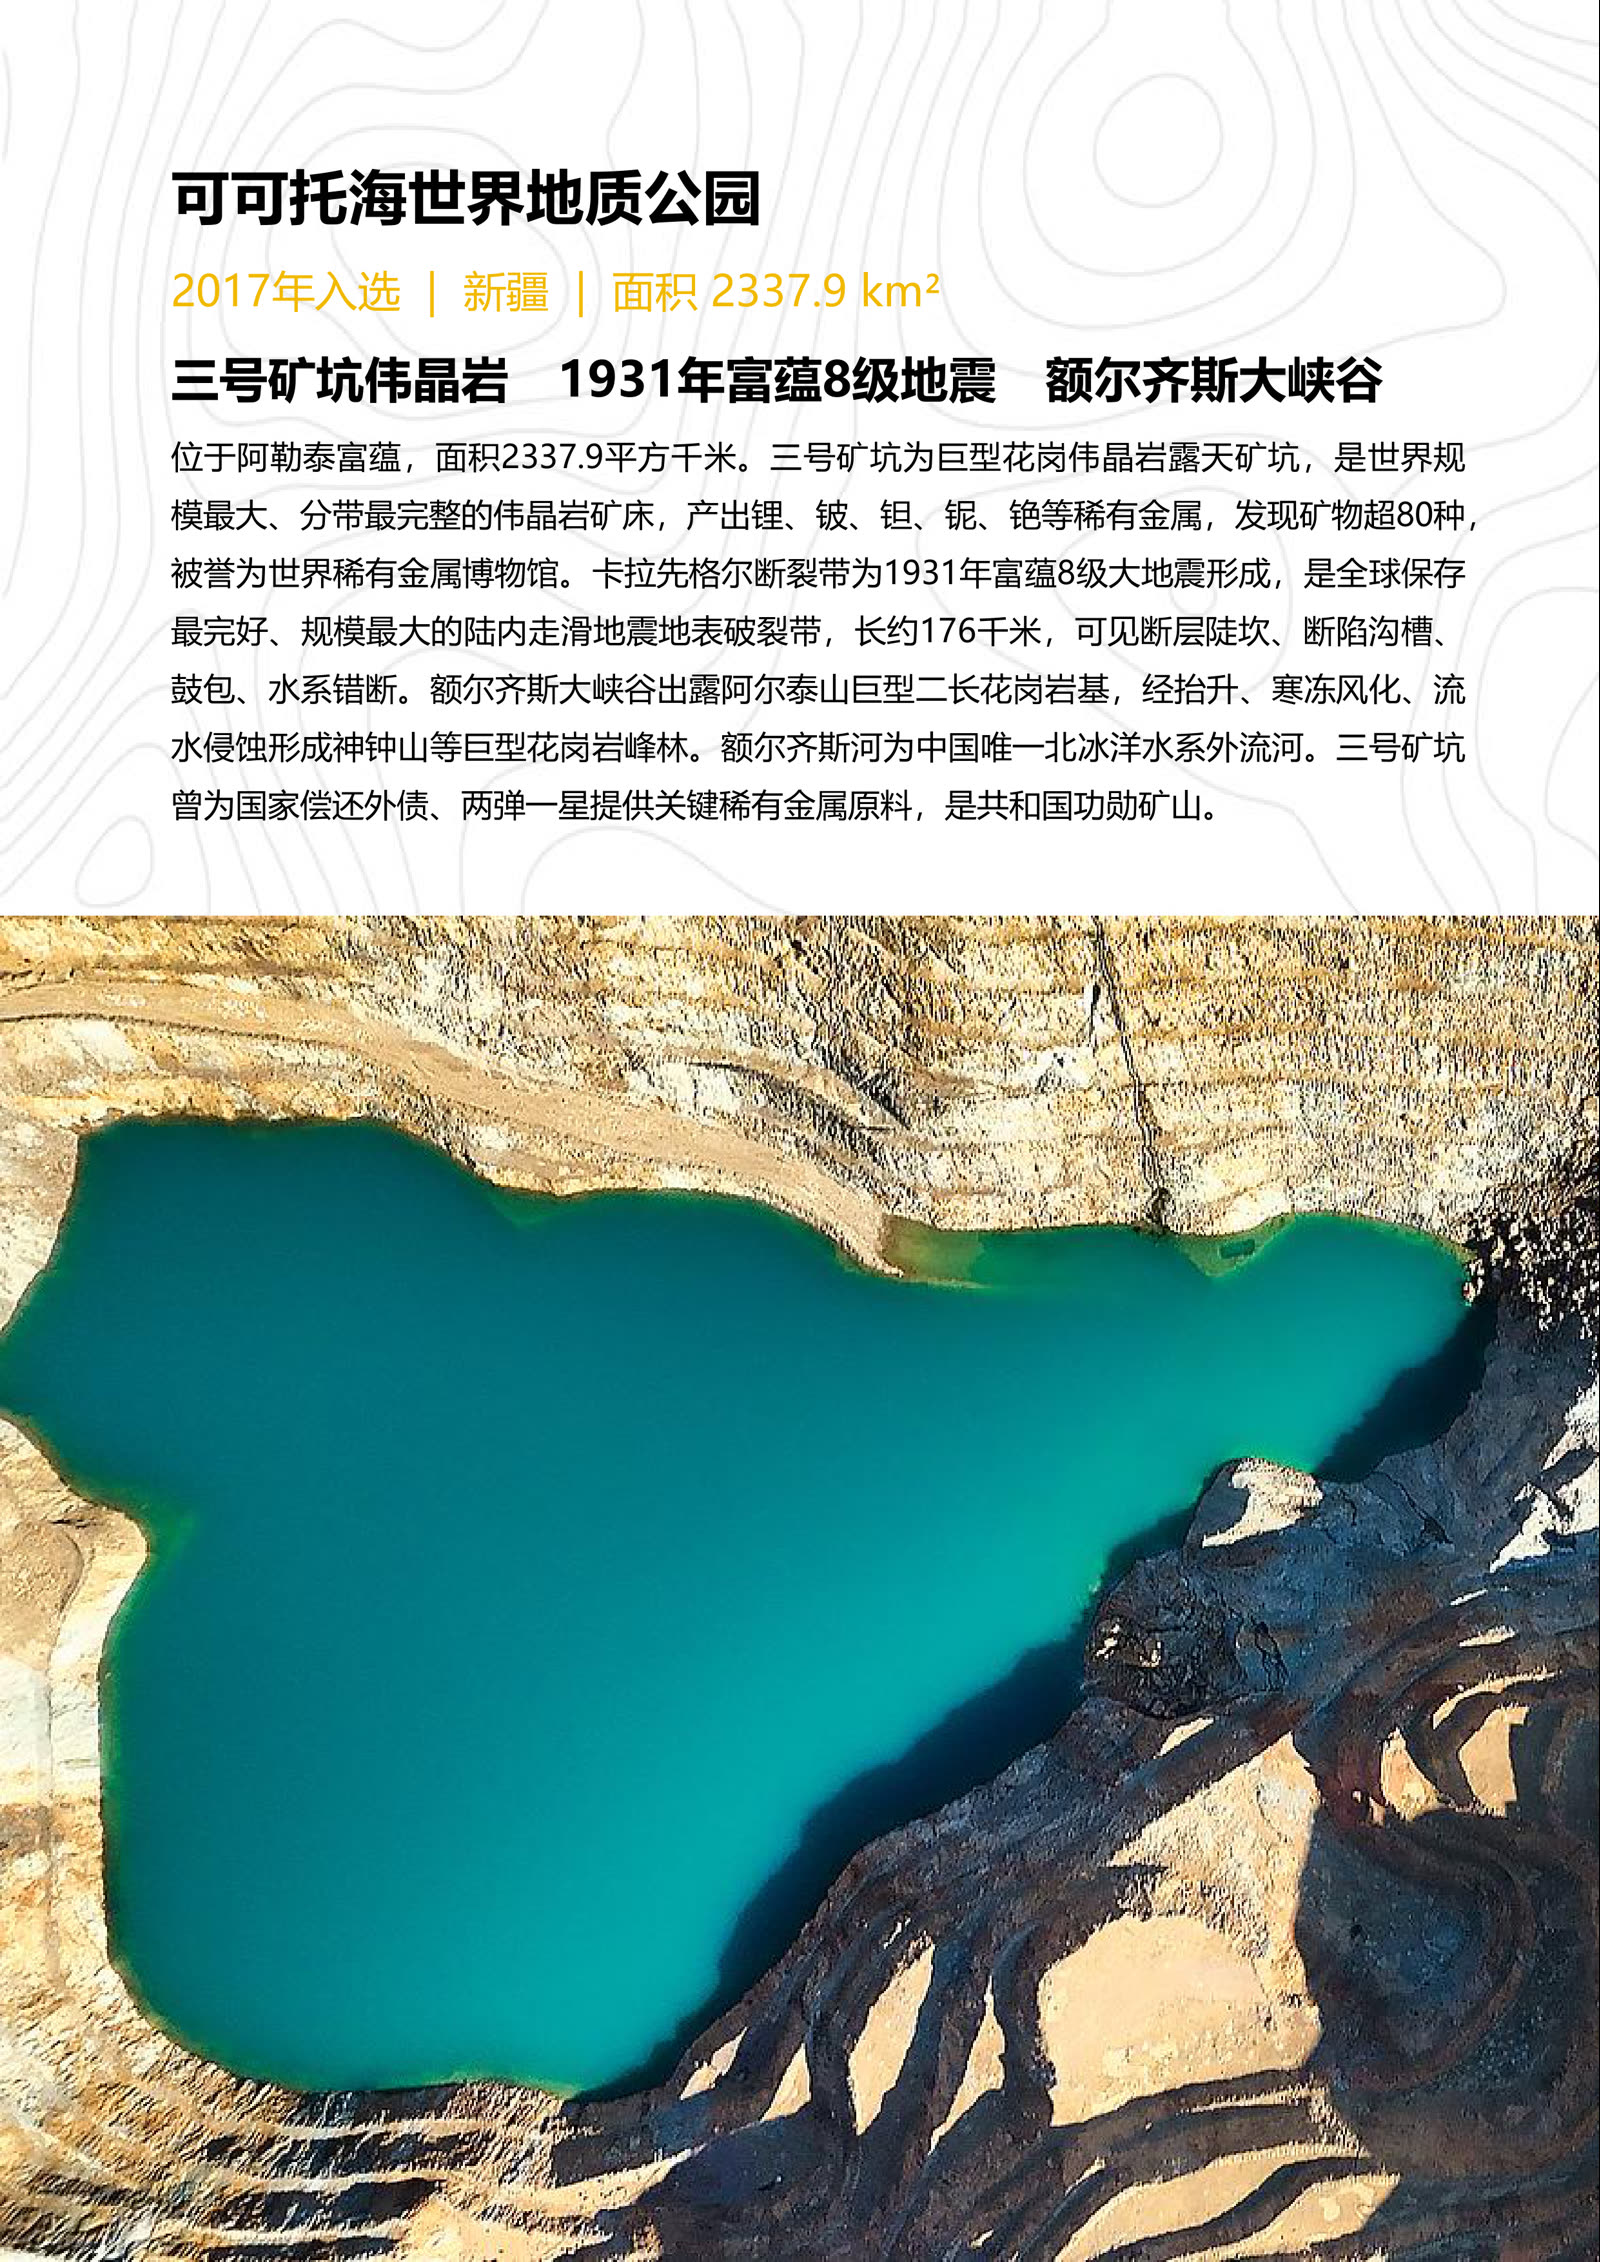 可可托海世界地质公园
2017年入选 | 新疆 | 面积 2337.9 km²
三号矿坑伟晶岩 1931年富蕴8级地震 额尔齐斯大峡谷
位于阿勒泰富蕴，面积2337.9平方千米。三号矿坑为巨型花岗伟晶岩露天矿坑，是世界规
模最大、分带最完整的伟晶岩矿床，产出锂、铍、钽、铌、铯等稀有金属，发现矿物超80种，
被誉为世界稀有金属博物馆。卡拉先格尔断裂带为1931年富蕴8级大地震形成，是全球保存
最完好、规模最大的陆内走滑地震地表破裂带，长约176千米，可见断层陡坎、断陷沟槽、
鼓包、水系错断。额尔齐斯大峡谷出露阿尔泰山巨型二长花岗岩基，经抬升、寒冻风化、流
水侵蚀形成神钟山等巨型花岗岩峰林。额尔齐斯河为中国唯一北冰洋水系外流河。三号矿坑
曾为国家偿还外债、两弹一星提供关键稀有金属原料，是共和国功勋矿山。